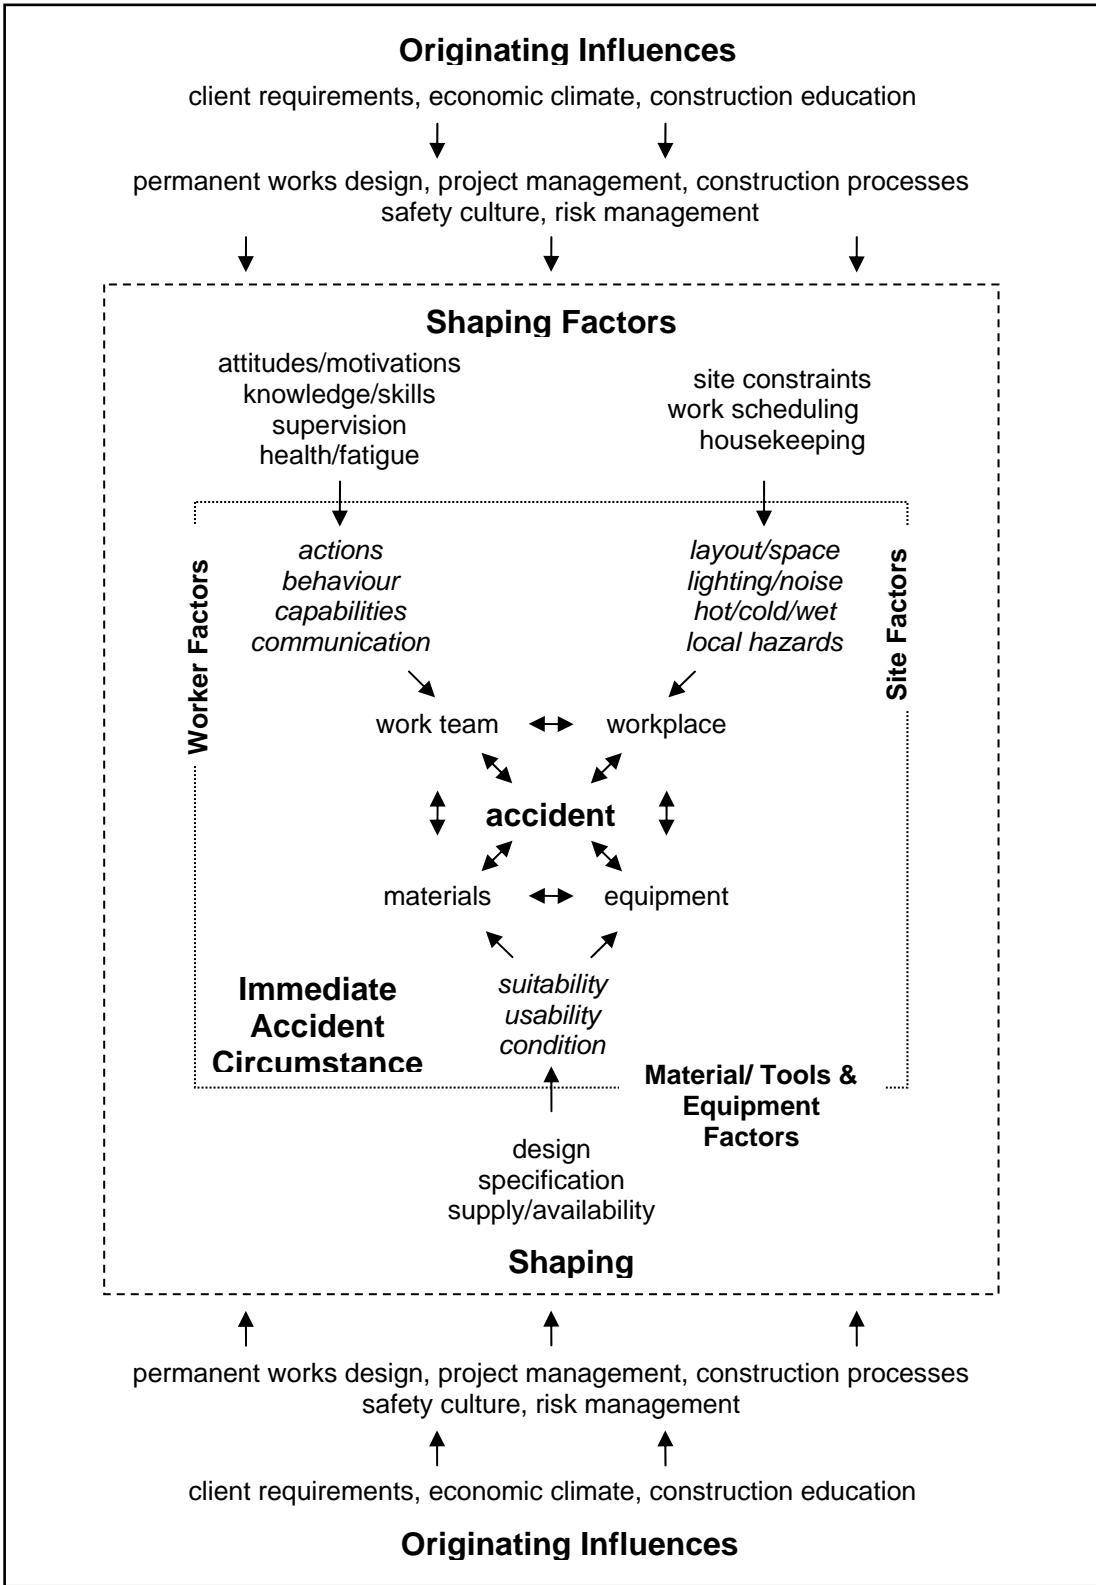 Originating Influences
client requirements, economic climate, construction education
permanent works design, project management, construction processes
safety culture, risk management
Shaping Factors
attitudes/motivations
knowledge/skills
supervision
health/fatigue
site constraints
work scheduling
housekeeping
Worker Factors
actions
behaviour
capabilities
communication
layout/space
lighting/noise
hot/cold/wet
local hazards
Site Factors
work team
workplace
accident
materials
equipment
suitability
usability
condition
Immediate
Accident
Circumstance
Material/ Tools &
Equipment
Factors
design
specification
supply/availability
Shaping
permanent works design, project management, construction processes
safety culture, risk management
client requirements, economic climate, construction education
Originating Influences